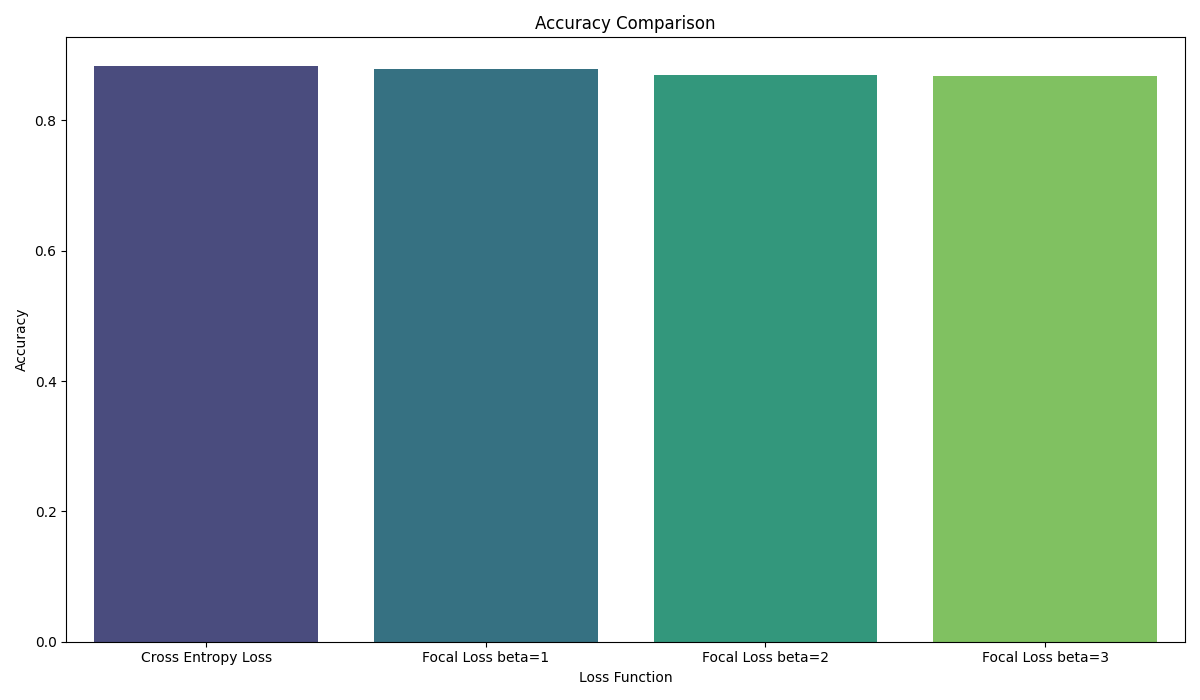 Accuracy Comparison
Accuracy
0.8
0.6
0.4
0.2
0.0
Cross Entropy Loss
Focal Loss beta=1
Focal Loss beta=2
Focal Loss beta=3
Loss Function